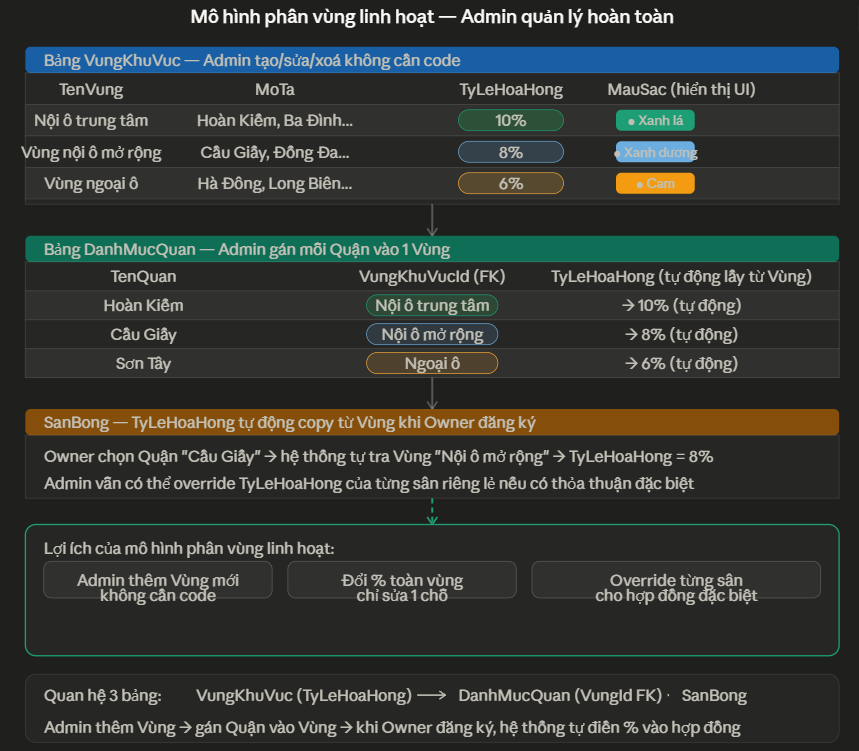 Mô hình phân vùng linh hoạt — Admin quản lý hoàn toàn
Bảng VungKhuVuc — Admin tạo/sửa/xoá không cần code
TenVung MoTa TyLeHoaHong MauSac (hiển thị UI)
Nội ô trung tâm Hoàn Kiếm, Ba Đình... 10% Xanh lá
Vùng nội ô mở rộng Cầu Giấy, Đống Đa... 8% Xanh dương
Vùng ngoại ô Hà Đông, Long Biên... 6% Cam
Bảng DanhMucQuan — Admin gán mỗi Quận vào 1 Vùng
TenQuan VungKhuVucId (FK) TyLeHoaHong (tự động lấy từ Vùng)
Hoàn Kiếm Nội ô trung tâm → 10% (tự động)
Cầu Giấy Nội ô mở rộng → 8% (tự động)
Sơn Tây Ngoại ô → 6% (tự động)
SanBong — TyLeHoaHong tự động copy từ Vùng khi Owner đăng ký
Owner chọn Quận "Cầu Giấy" → hệ thống tự tra Vùng "Nội ô mở rộng" → TyLeHoaHong = 8%
Admin vẫn có thể override TyLeHoaHong của từng sân riêng lẻ nếu có thỏa thuận đặc biệt
Lợi ích của mô hình phân vùng linh hoạt:
Admin thêm Vùng mới
không cần code
Đổi % toàn vùng
chỉ sửa 1 chỗ
Override từng sân
cho hợp đồng đặc biệt
Quan hệ 3 bảng: VungKhuVuc (TyLeHoaHong) ⟶ DanhMucQuan (VungId FK) · SanBong
Admin thêm Vùng → gán Quận vào Vùng → khi Owner đăng ký, hệ thống tự điền % vào hợp đồng